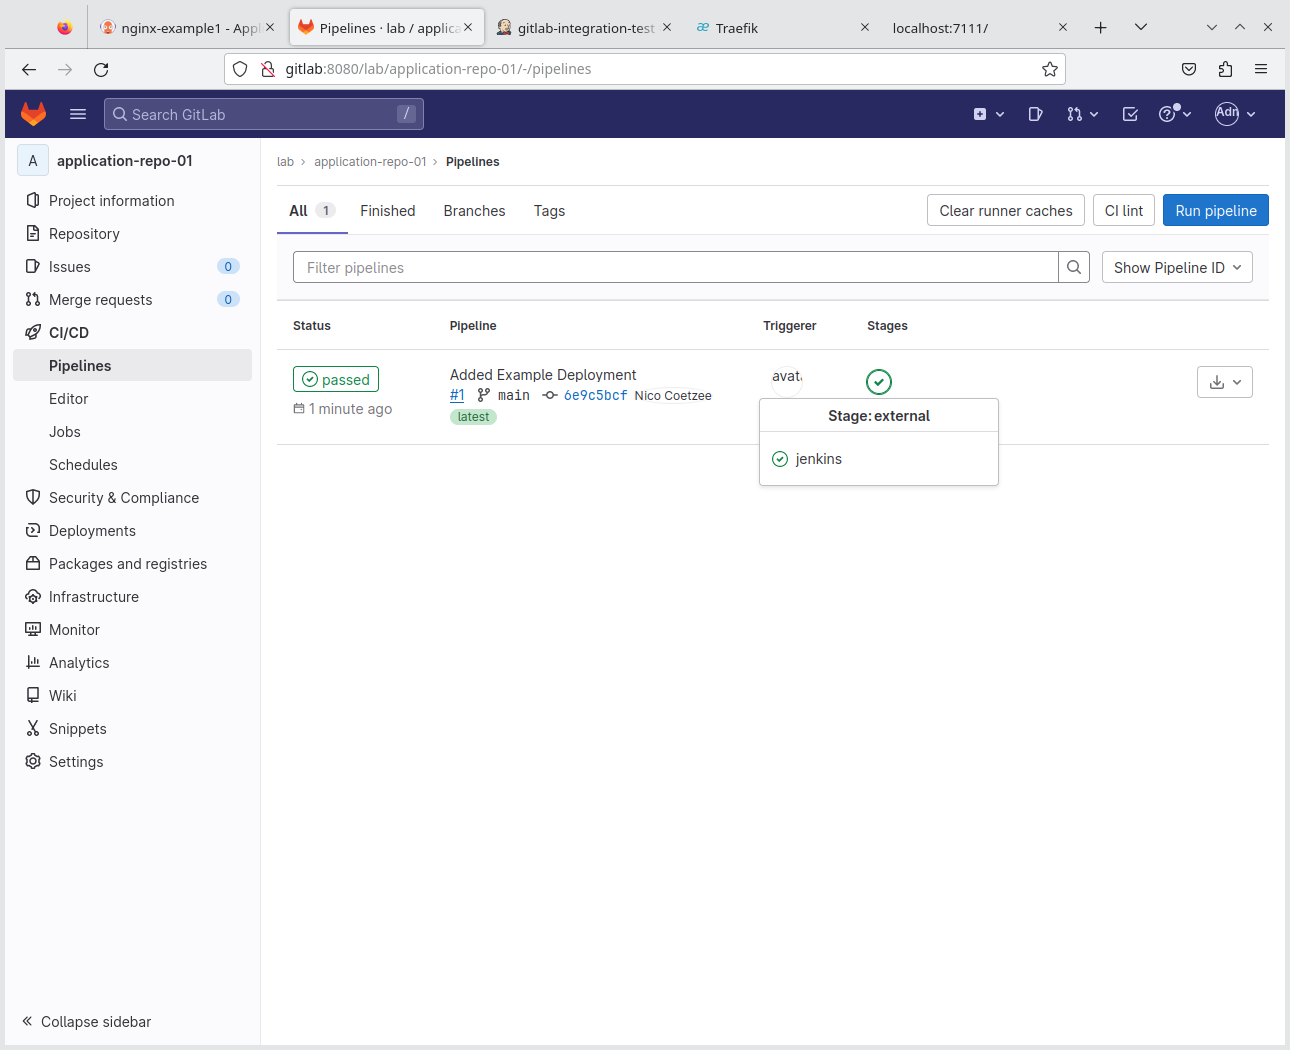 nginx-example1 - Appl
Pipelines · lab / applica
gitlab-integration-test
Traefik
localhost:7111/
gitlab:8080/lab/application-repo-01/-/pipelines
Search GitLab /
Adn
A application-repo-01
Project information
Repository
Issues 0
Merge requests 0
CI/CD
Pipelines
Editor
Jobs
Schedules
Security & Compliance
Deployments
Packages and registries
Infrastructure
Monitor
Analytics
Wiki
Snippets
Settings
Collapse sidebar
lab › application-repo-01 › Pipelines
All 1 Finished Branches Tags
Clear runner caches CI lint Run pipeline
Filter pipelines Show Pipeline ID
Status Pipeline Triggerer Stages
passed
1 minute ago
Added Example Deployment
#1 main 6e9c5bcf Nico Coetzee
latest
avata
Stage: external
jenkins